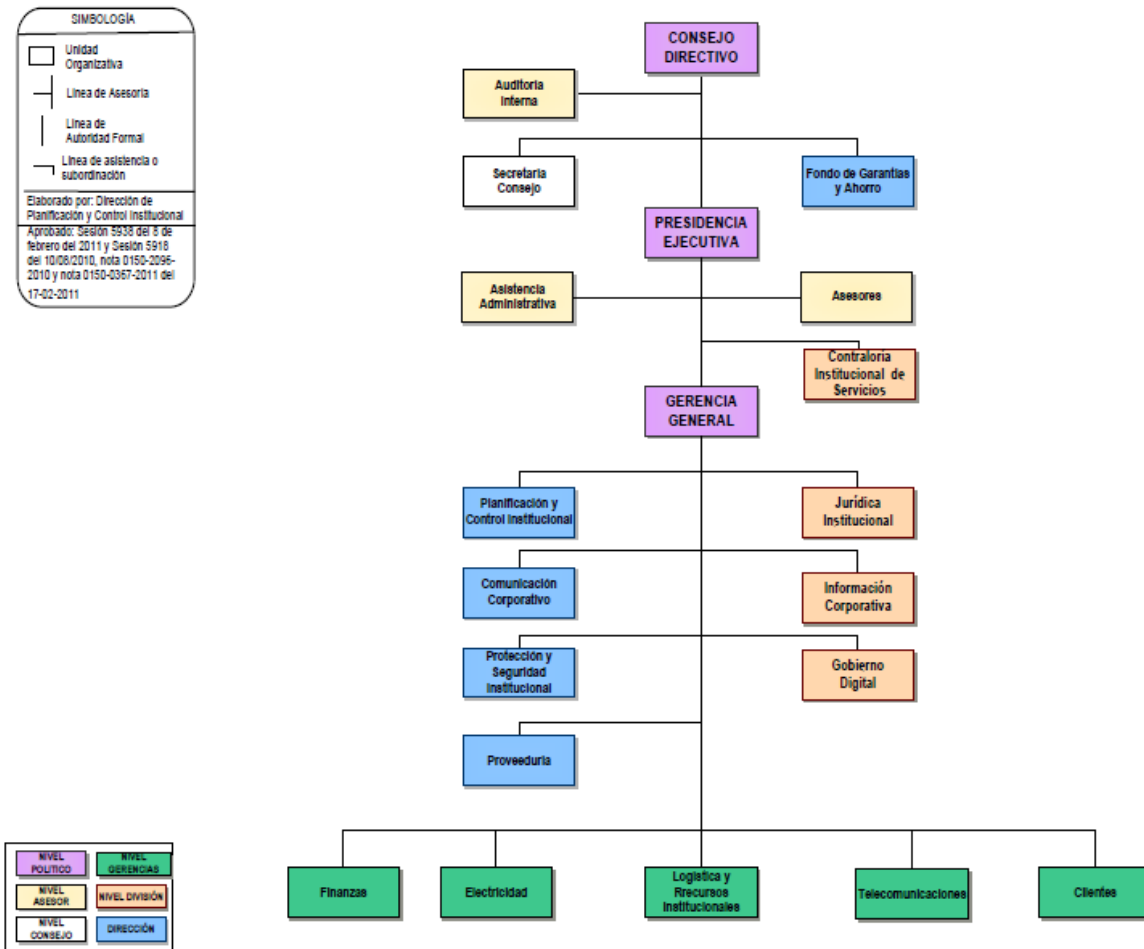 SIMBOLOGÍA
Unidad
Organizativa
Línea de Asesoría
Línea de
Autoridad Formal
Línea de asistencia o
subordinación
Elaborado por: Dirección de
Planificación y Control Institucional
Aprobado: Sesión 5938 del 8 de
febrero del 2011 y Sesión 5918
del 10/08/2010, nota 0150-2096-
2010 y nota 0150-0367-2011 del
17-02-2011
CONSEJO
DIRECTIVO
Auditoría
Interna
Secretaria
Consejo
Fondo de Garantías
y Ahorro
PRESIDENCIA
EJECUTIVA
Asistencia
Administrativa
Asesores
Contraloría
Institucional de
Servicios
GERENCIA
GENERAL
Planificación y
Control Institucional
Jurídica
Institucional
Comunicación
Corporativo
Información
Corporativa
Protección y
Seguridad
Institucional
Gobierno
Digital
Proveeduría
Finanzas
Electricidad
Logística y
Rrecursos
Institucionales
Telecomunicaciones
Clientes
NIVEL
POLITICO
NIVEL
GERENCIAS
NIVEL
ASESOR
NIVEL DIVISIÓN
NIVEL
CONSEJO
DIRECCIÓN